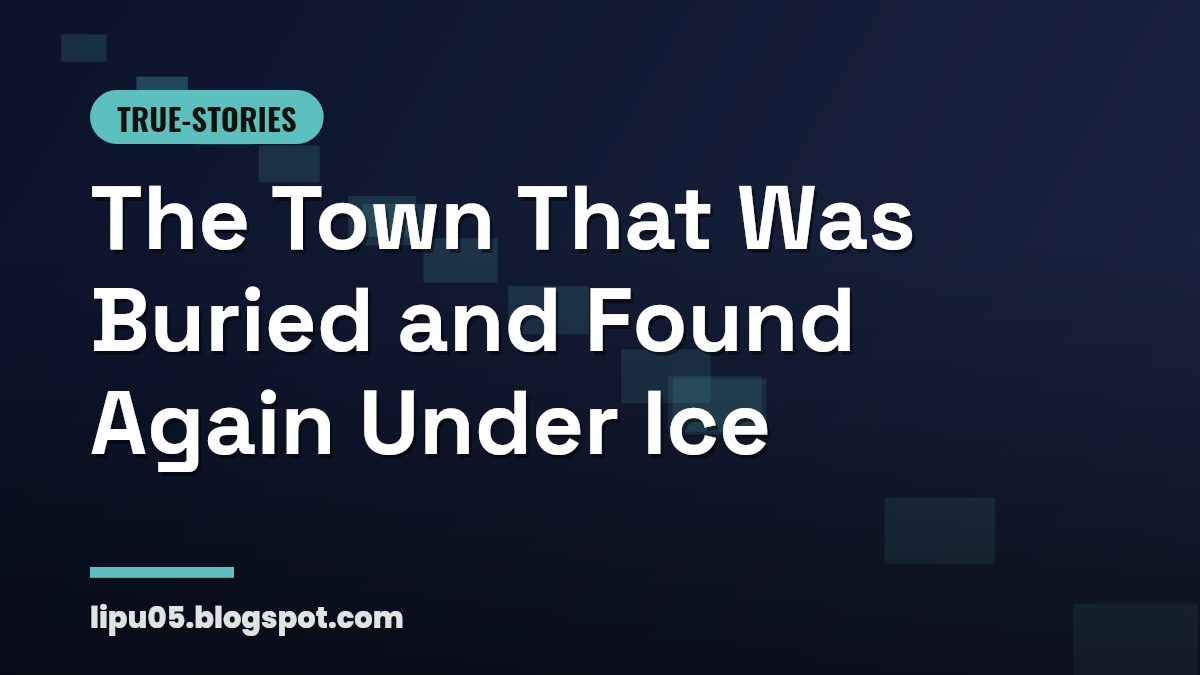 TRUE-STORIES
The Town That Was
Buried and Found
Again Under Ice
lipu05.blogspot.com